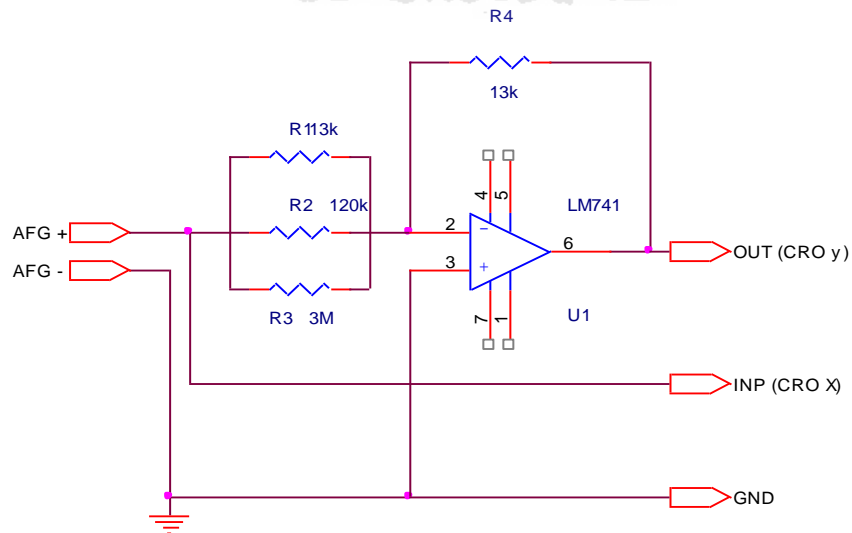 R4
13k
R113k
R2 120k
R3 3M
AFG +
AFG -
4
5
LM741
2
−
6
3
+
7
1
U1
OUT (CRO y)
INP (CRO X)
GND